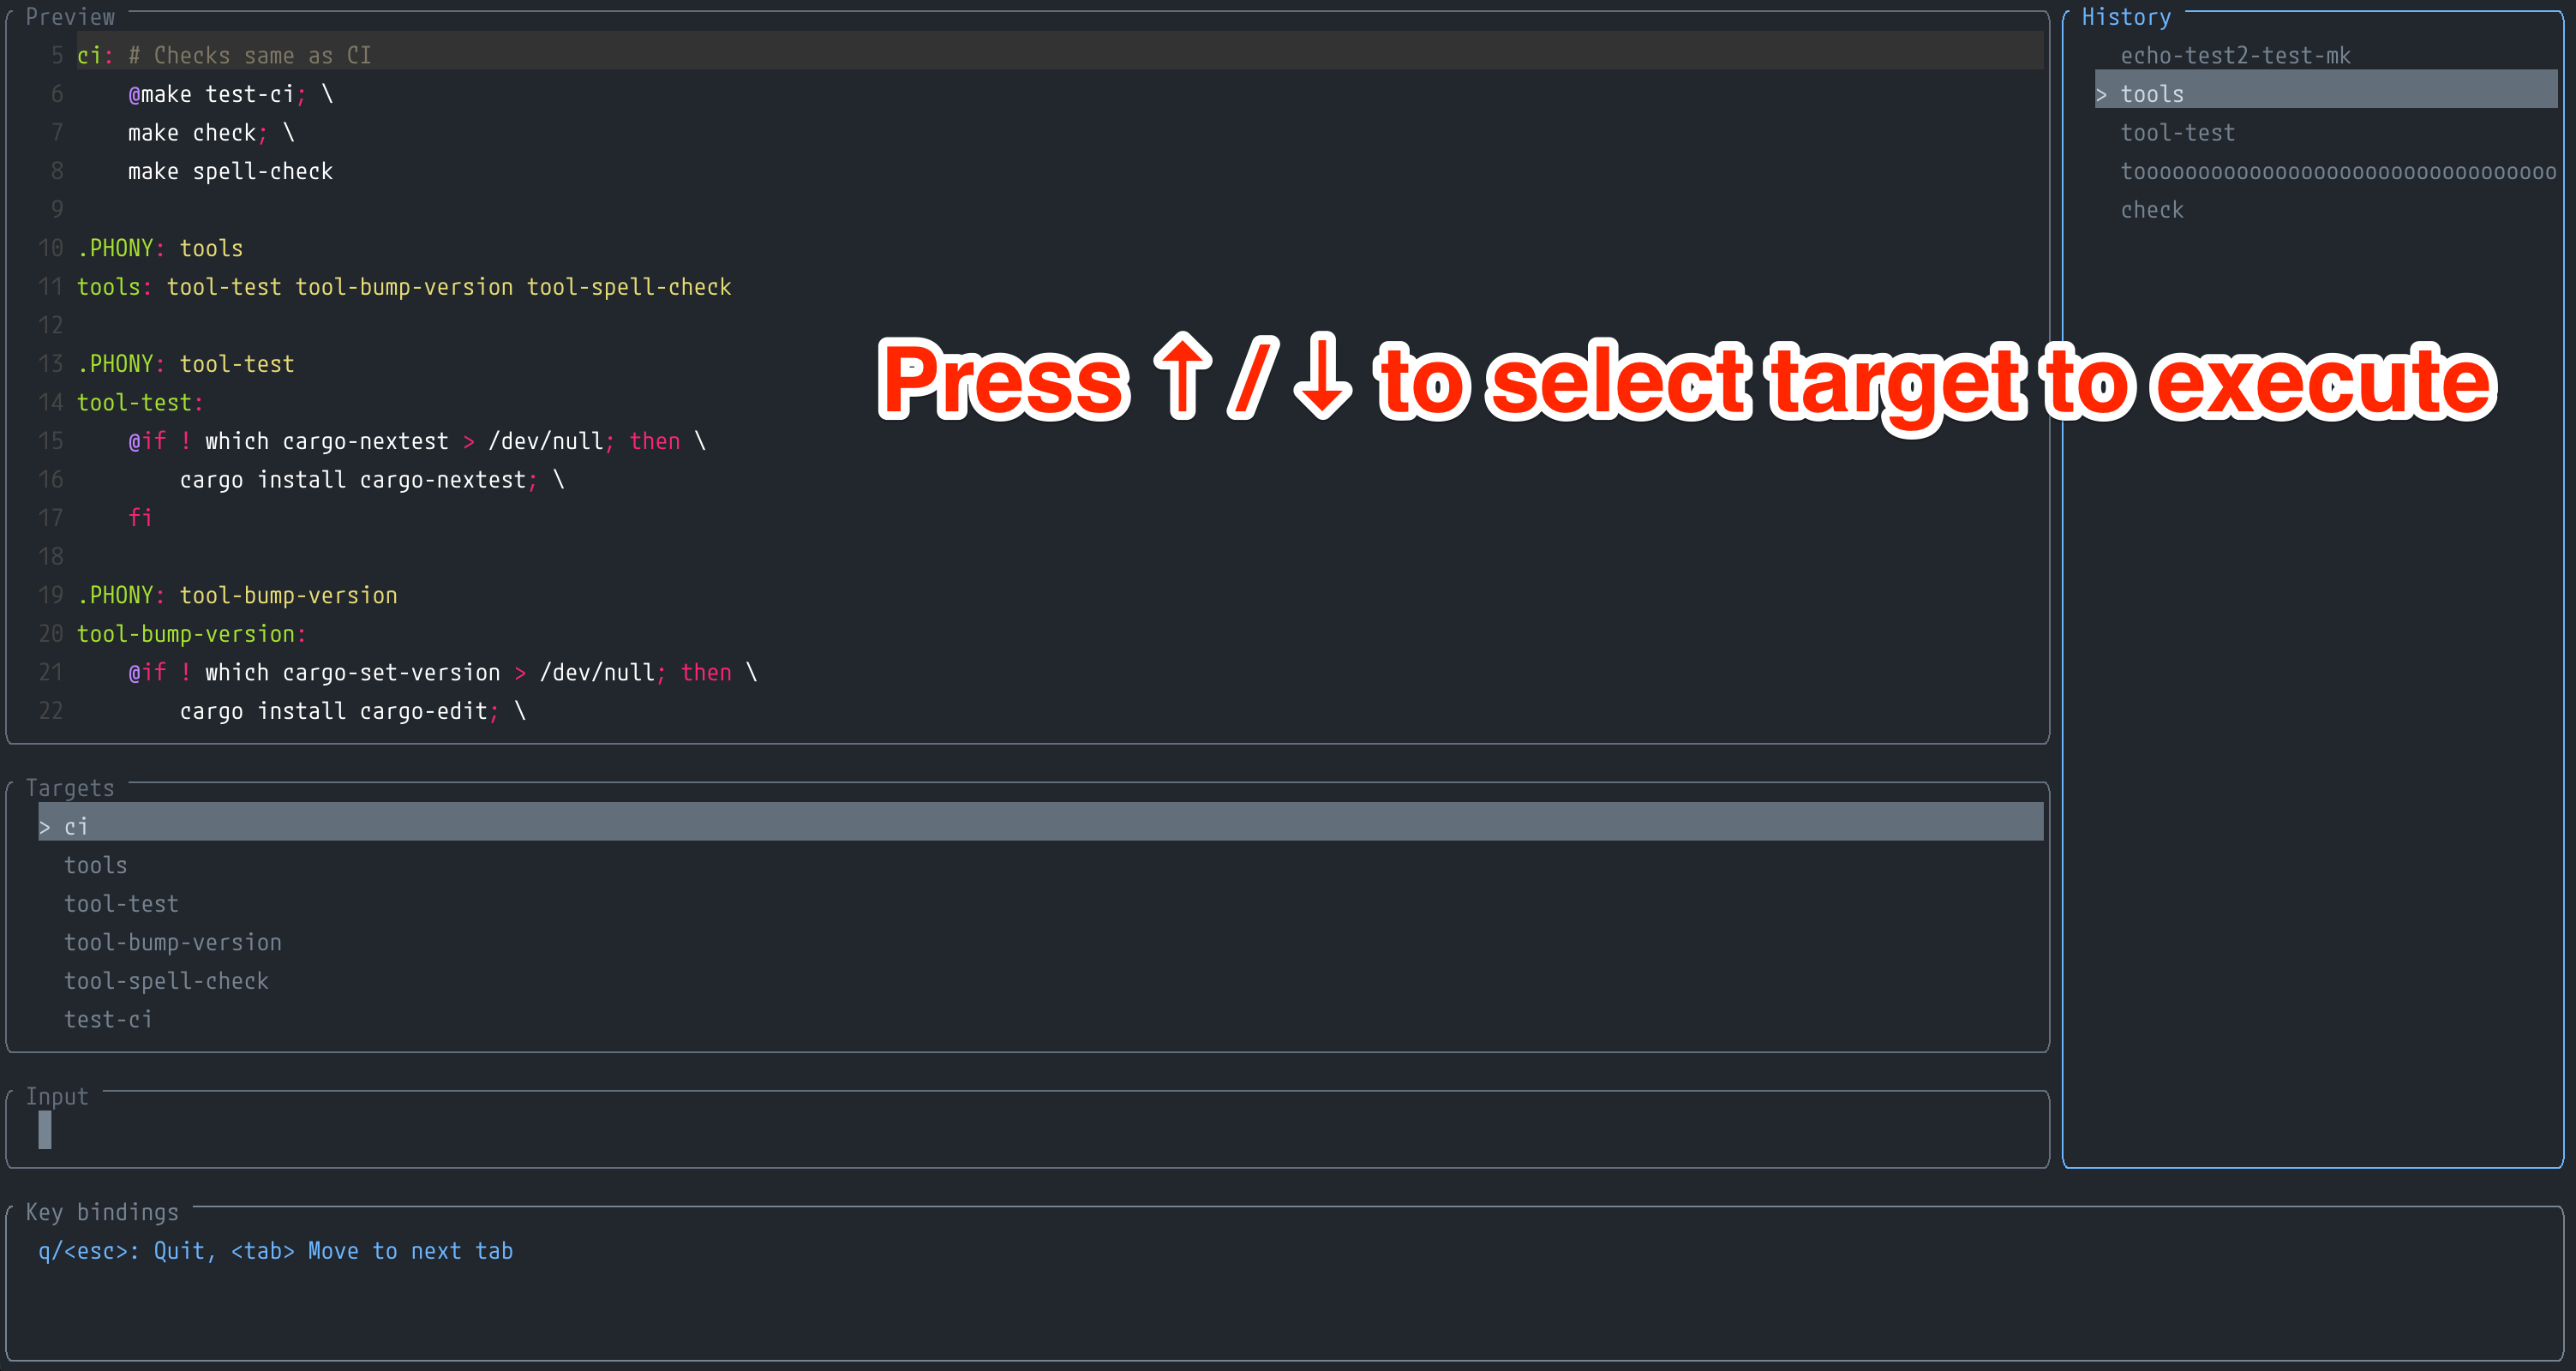 Preview
5 ci: # Checks same as CI
6 @make test-ci; \
7 make check; \
8 make spell-check
9
10 .PHONY: tools
11 tools: tool-test tool-bump-version tool-spell-check
12
13 .PHONY: tool-test
14 tool-test:
15 @if ! which cargo-nextest > /dev/null; then \
16 cargo install cargo-nextest; \
17 fi
18
19 .PHONY: tool-bump-version
20 tool-bump-version:
21 @if ! which cargo-set-version > /dev/null; then \
22 cargo install cargo-edit; \
History
echo-test2-test-mk
> tools
tool-test
tooooooooooooooooooooooooooooooooo
check
Press ↑/↓ to select target to execute
Targets
> ci
tools
tool-test
tool-bump-version
tool-spell-check
test-ci
Input
Key bindings
q/<esc>: Quit, <tab> Move to next tab